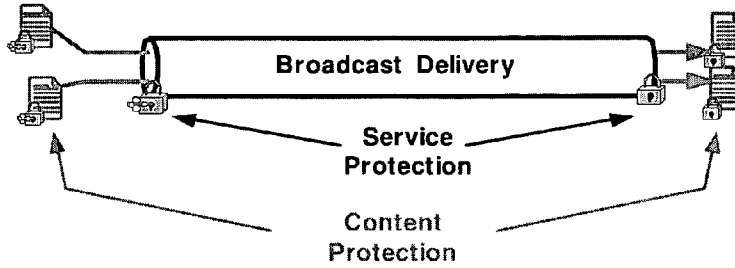 Broadcast Delivery
Service
Protection
Content
Protection